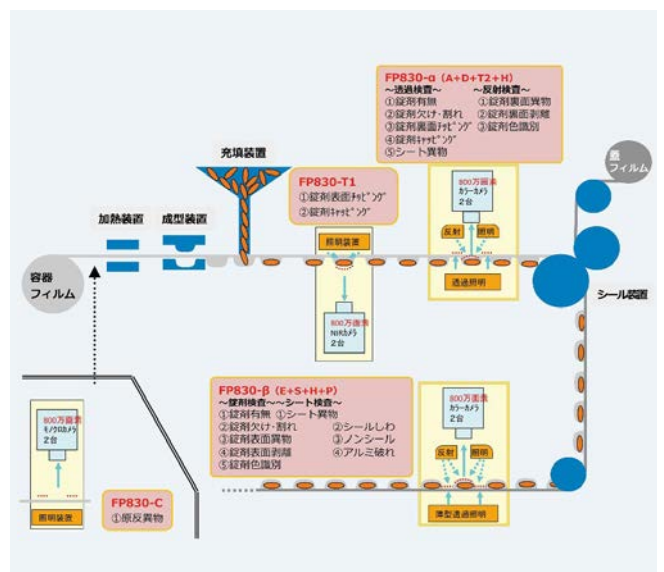 FP830-α (A+D+T2+H)
～透過検査～ ～反射検査～
①錠剤有無 ①錠剤裏面異物
②錠剤欠け・割れ ②錠剤裏面剥離
③錠剤裏面ﾁｯﾋﾟﾝｸﾞ ③錠剤色識別
④錠剤ｷｬｯﾋﾟﾝｸﾞ
⑤シート異物
蓋
フィルム
充填装置
FP830-T1
①錠剤表面ﾁｯﾋﾟﾝｸﾞ
②錠剤ｷｬｯﾋﾟﾝｸﾞ
800万画素
ｶﾗｰｶﾒﾗ
2台
反射 照明
透過照明
加熱装置 成型装置
照明装置
800万画素
NIRｶﾒﾗ
2台
容器
フィルム
シール装置
FP830-β (E+S+H+P)
～錠剤検査～～シート検査～
①錠剤有無 ①シート異物
②錠剤欠け・割れ ②シールしわ
③錠剤表面異物 ③ノンシール
④錠剤表面剥離 ④アルミ破れ
⑤錠剤色識別
800万画素
ｶﾗｰｶﾒﾗ
2台
反射 照明
薄型透過照明
800万画素
ﾓﾉｸﾛｶﾒﾗ
2台
照明装置
FP830-C
①原反異物